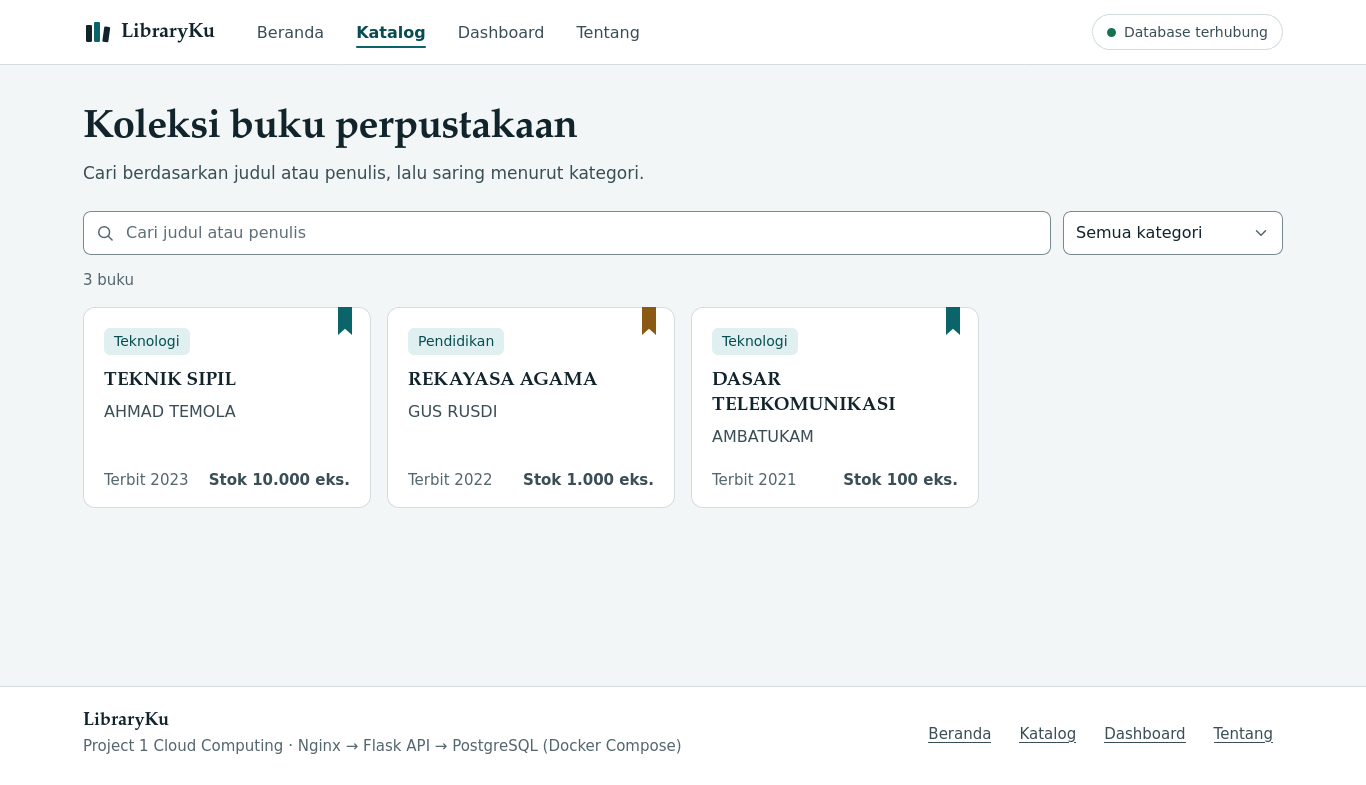 LibraryKu
Beranda
Katalog
Dashboard
Tentang
Database terhubung
Koleksi buku perpustakaan
Cari berdasarkan judul atau penulis, lalu saring menurut kategori.
Cari judul atau penulis
Semua kategori
3 buku
Teknologi
TEKNIK SIPIL
AHMAD TEMOLA
Terbit 2023
Stok 10.000 eks.
Pendidikan
REKAYASA AGAMA
GUS RUSDI
Terbit 2022
Stok 1.000 eks.
Teknologi
DASAR
TELEKOMUNIKASI
AMBATUKAM
Terbit 2021
Stok 100 eks.
LibraryKu
Project 1 Cloud Computing · Nginx → Flask API → PostgreSQL (Docker Compose)
Beranda
Katalog
Dashboard
Tentang